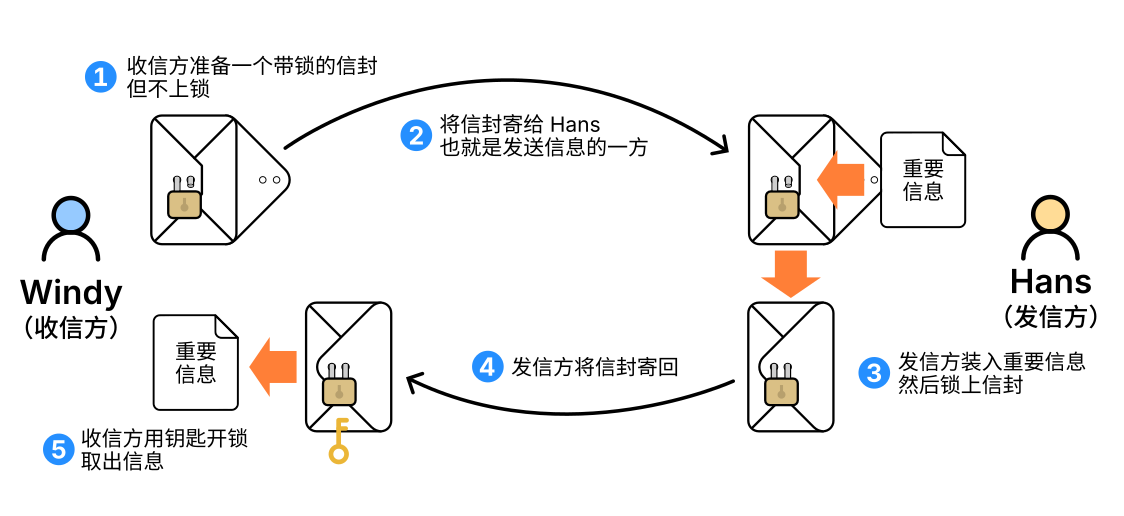 1 收信方准备一个带锁的信封
但不上锁
2 将信封寄给 Hans
也就是发送信息的一方
重要
信息
Windy
（收信方）
Hans
（发信方）
3 发信方装入重要信息
然后锁上信封
4 发信方将信封寄回
重要
信息
5 收信方用钥匙开锁
取出信息